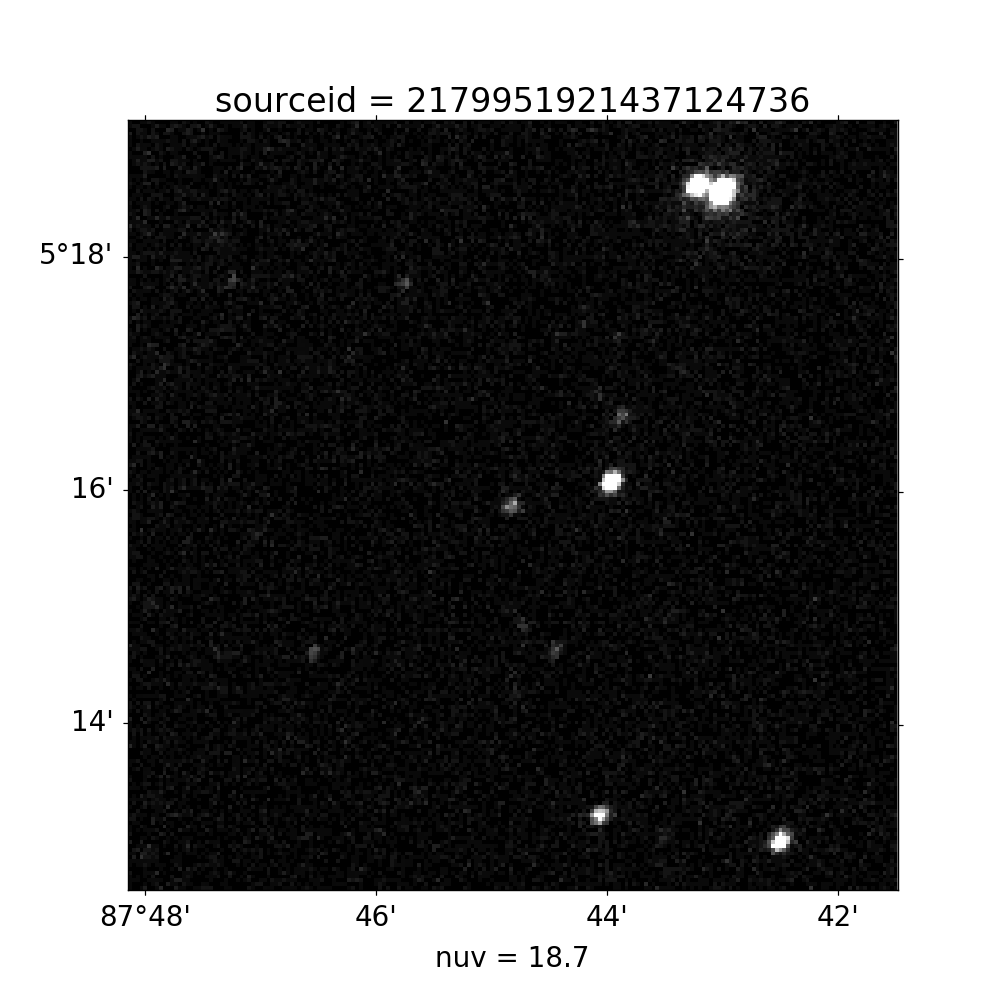 sourceid = 2179951921437124736
5°18'
16'
14'
87°48' 46' 44' 42'
nuv = 18.7